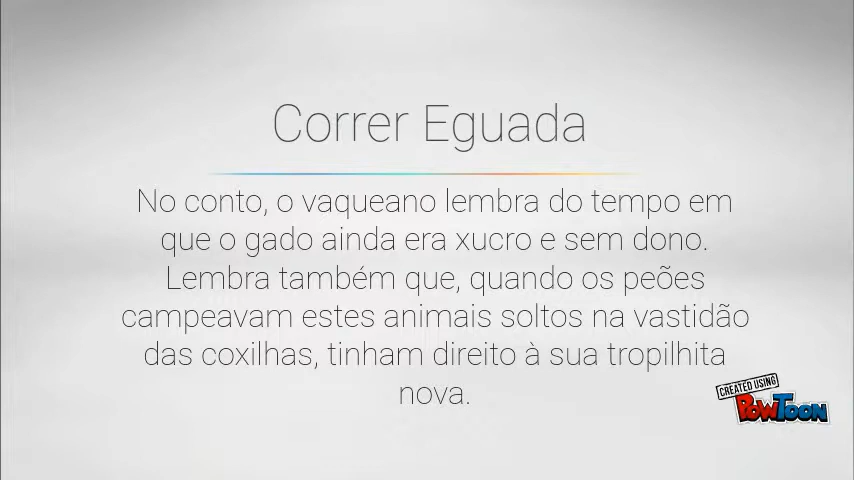 Correr Eguada
No conto, o vaqueano lembra do tempo em
que o gado ainda era xucro e sem dono.
Lembra também que, quando os peões
campeavam estes animais soltos na vastidão
das coxilhas, tinham direito à sua tropilhita
nova.
CREATED USING
POWTOON